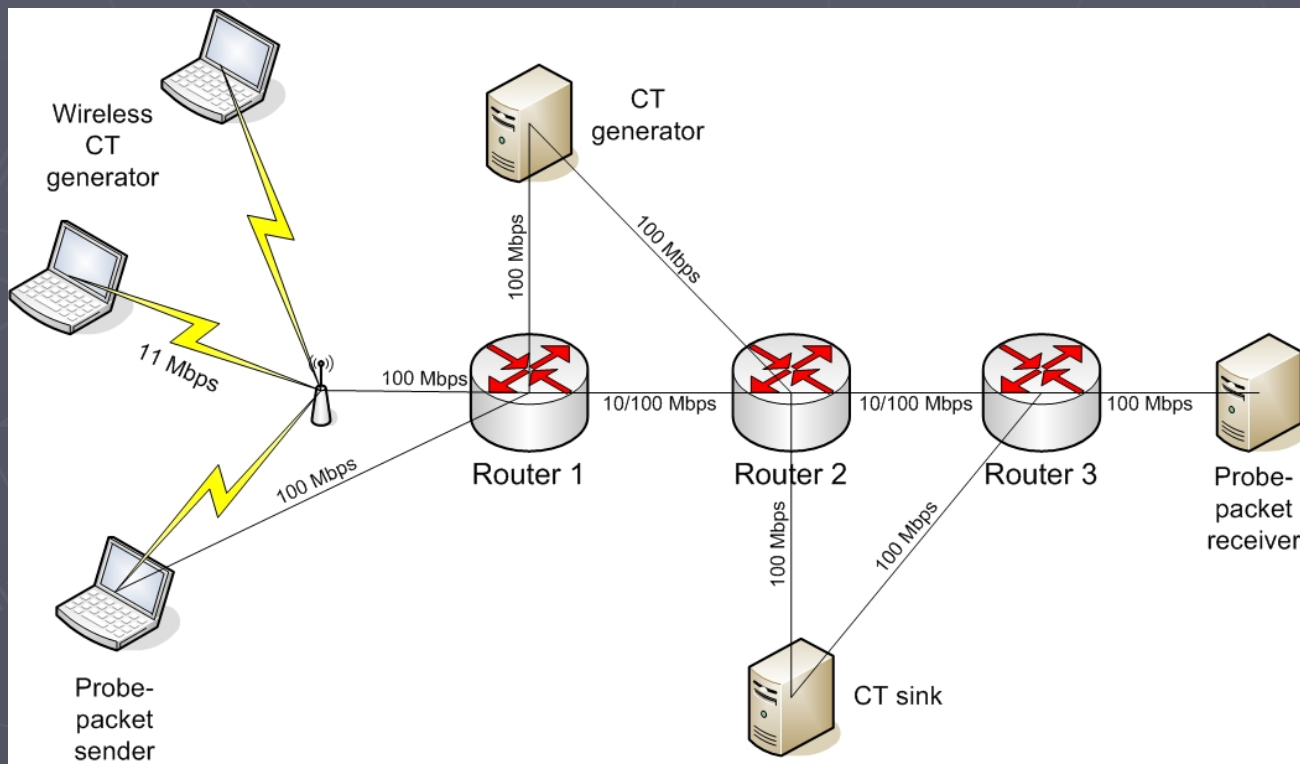 Wireless
CT
generator
CT
generator
11 Mbps
100 Mbps
100 Mbps
100 Mbps
100 Mbps
10/100 Mbps
10/100 Mbps
100 Mbps
Router 1
Router 2
Router 3
100 Mbps
100 Mbps
Probe-
packet
receiver
Probe-
packet
sender
CT sink